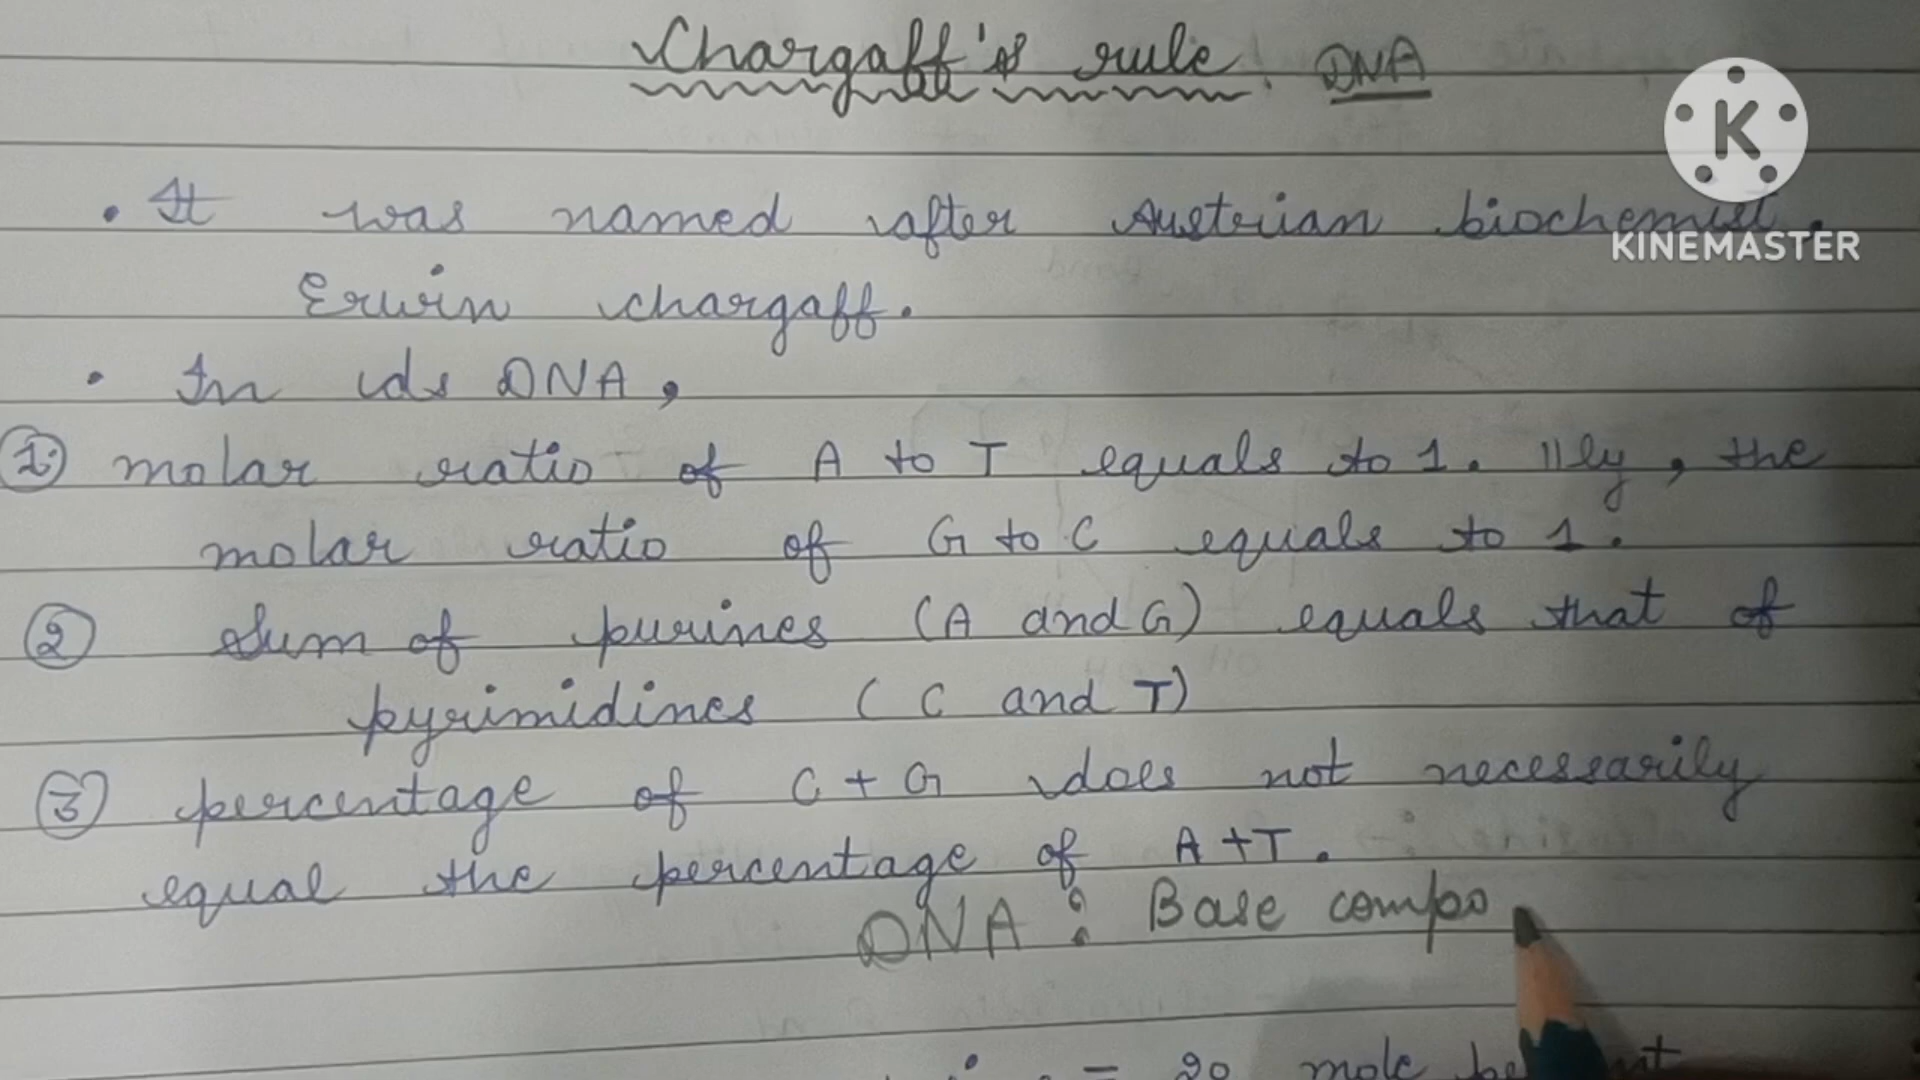 Chargaff's rule. DNA
K
KINEMASTER
• It was named after Austrian biochemist.
Erwin chargaff.
• In ds DNA,
① molar ratio of A to T equals to 1. ||ly, the
molar ratio of G to C equals to 1.
② Sum of purines (A and G) equals that of
pyrimidines (C and T)
③ percentage of C + G does not necessarily
equal the percentage of A+T.
DNA : Base compo
= 20 mole